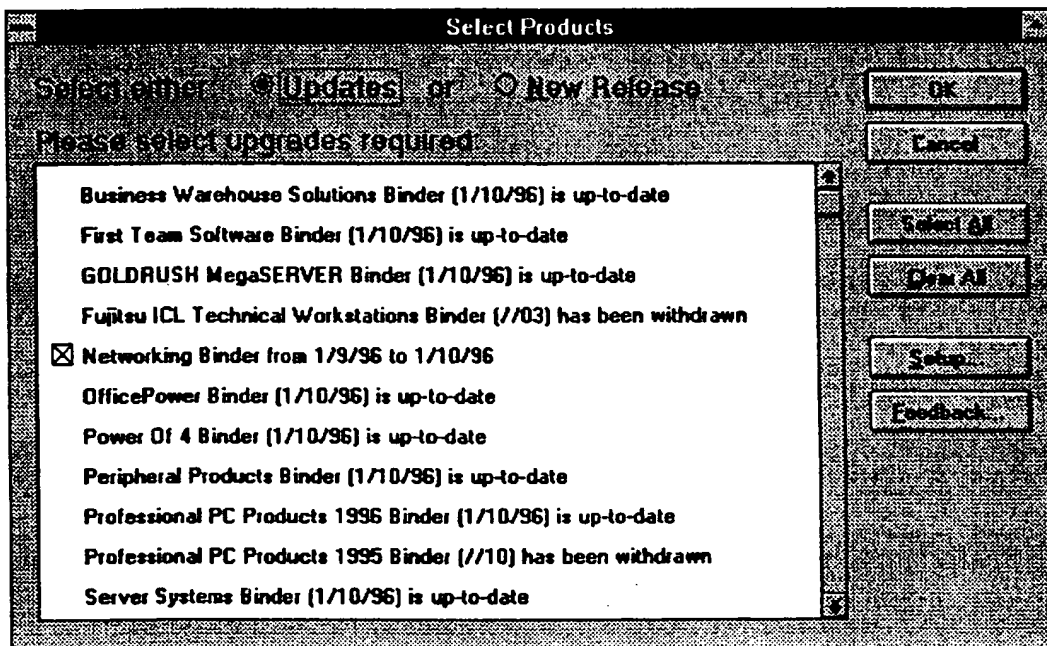 Select Products
Select either: Updates or New Release
Please select upgrades required:
Business Warehouse Solutions Binder (1/10/96) is up-to-date
First Team Software Binder (1/10/96) is up-to-date
GOLDRUSH MegaSERVER Binder (1/10/96) is up-to-date
Fujitsu ICL Technical Workstations Binder (//03) has been withdrawn
Networking Binder from 1/9/96 to 1/10/96
OfficePower Binder (1/10/96) is up-to-date
Power Of 4 Binder (1/10/96) is up-to-date
Peripheral Products Binder (1/10/96) is up-to-date
Professional PC Products 1996 Binder (1/10/96) is up-to-date
Professional PC Products 1995 Binder (//10) has been withdrawn
Server Systems Binder (1/10/96) is up-to-date
OK
Cancel
Select All
Clear All
Setup...
Feedback...